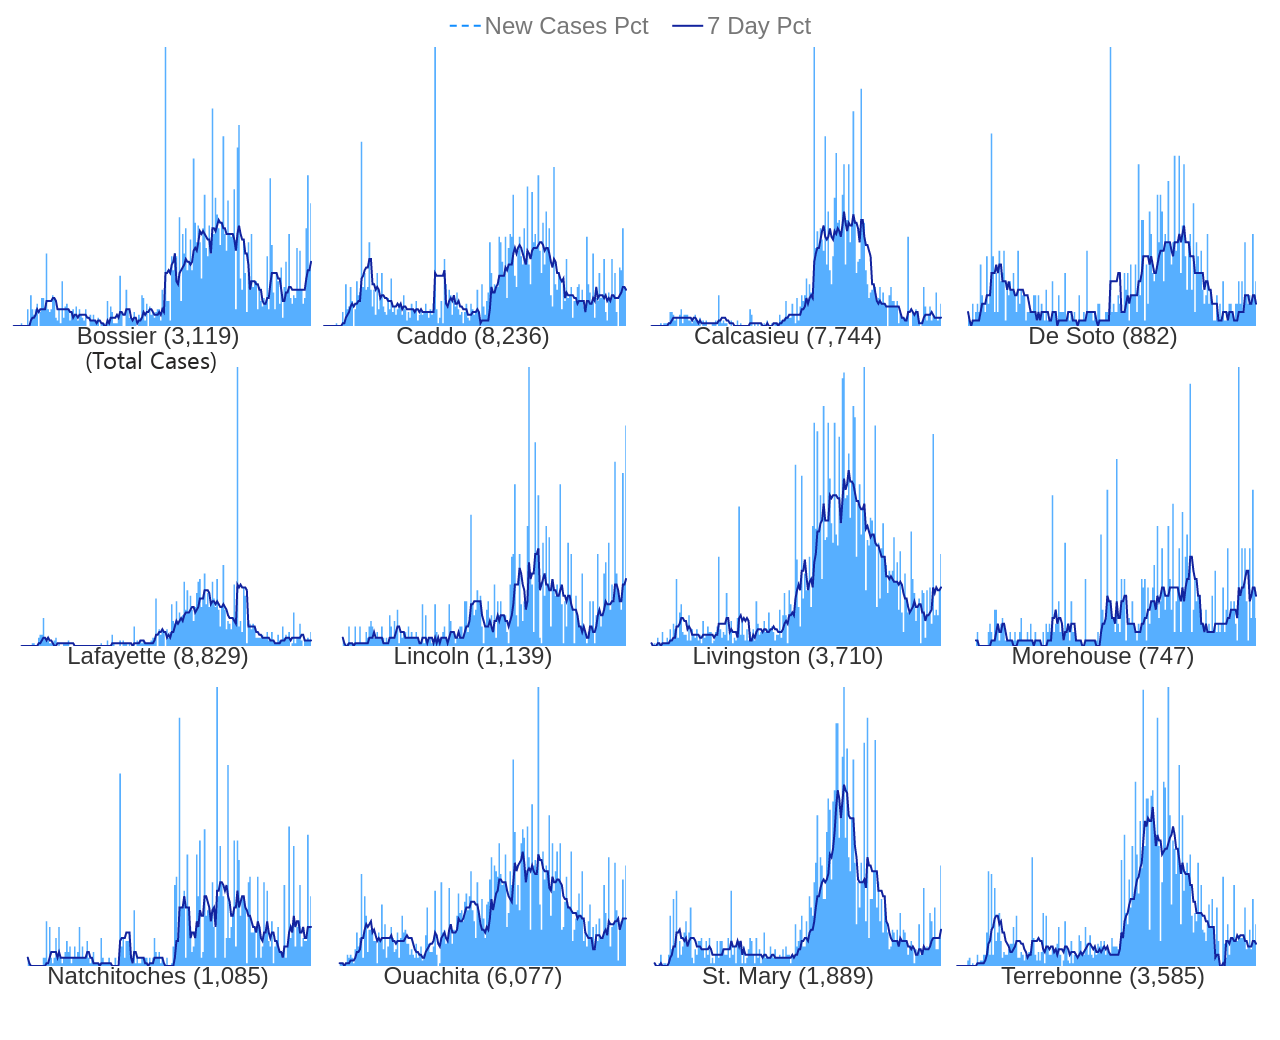 New Cases Pct 7 Day Pct
Bossier (3,119) Caddo (8,236) Calcasieu (7,744) De Soto (882)
(Total Cases)
Lafayette (8,829) Lincoln (1,139) Livingston (3,710) Morehouse (747)
Natchitoches (1,085) Ouachita (6,077) St. Mary (1,889) Terrebonne (3,585)